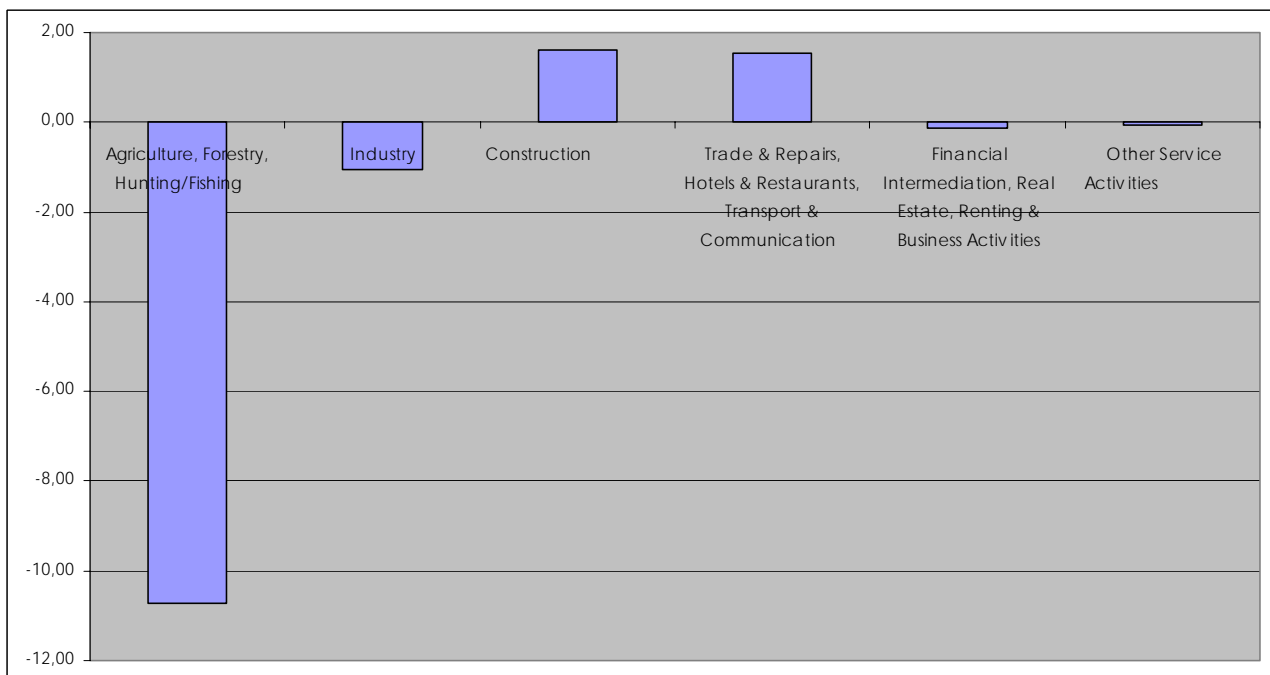 2,00
0,00
Agriculture, Forestry,
Hunting/Fishing
Industry
Construction
Trade & Repairs,
Hotels & Restaurants,
Transport &
Communication
Financial
Intermediation, Real
Estate, Renting &
Business Activities
Other Service
Activities
-2,00
-4,00
-6,00
-8,00
-10,00
-12,00